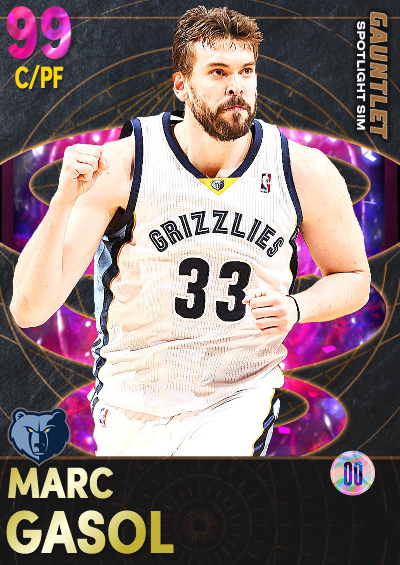 99
C/PF
GAUNTLET
SPOTLIGHT SIM
GRIZZLIES
33
00
MARC
GASOL